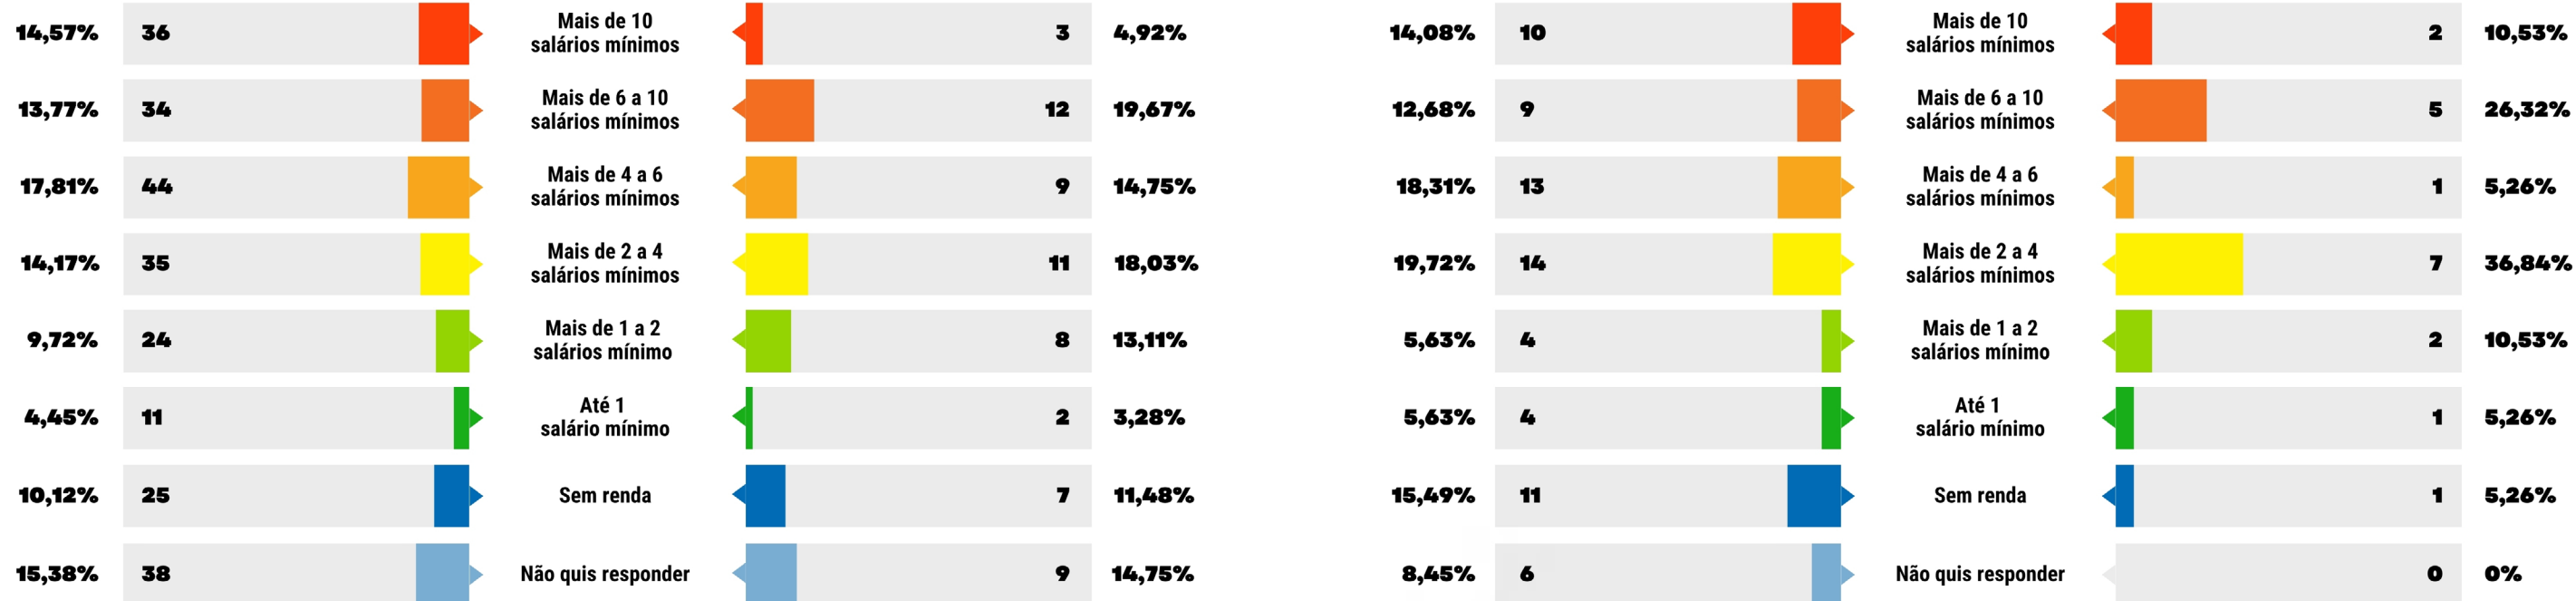 14,57% 36 Mais de 10 salários mínimos 3 4,92%
13,77% 34 Mais de 6 a 10 salários mínimos 12 19,67%
17,81% 44 Mais de 4 a 6 salários mínimos 9 14,75%
14,17% 35 Mais de 2 a 4 salários mínimos 11 18,03%
9,72% 24 Mais de 1 a 2 salários mínimo 8 13,11%
4,45% 11 Até 1 salário mínimo 2 3,28%
10,12% 25 Sem renda 7 11,48%
15,38% 38 Não quis responder 9 14,75%
14,08% 10 Mais de 10 salários mínimos 2 10,53%
12,68% 9 Mais de 6 a 10 salários mínimos 5 26,32%
18,31% 13 Mais de 4 a 6 salários mínimos 1 5,26%
19,72% 14 Mais de 2 a 4 salários mínimos 7 36,84%
5,63% 4 Mais de 1 a 2 salários mínimo 2 10,53%
5,63% 4 Até 1 salário mínimo 1 5,26%
15,49% 11 Sem renda 1 5,26%
8,45% 6 Não quis responder 0 0%